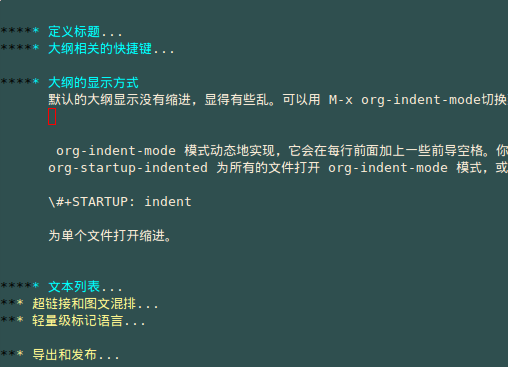 ***** 定义标题...
***** 大纲相关的快捷键...
***** 大纲的显示方式
默认的大纲显示没有缩进，显得有些乱。可以用 M-x org-indent-mode切换
org-indent-mode 模式动态地实现，它会在每行前面加上一些前导空格。你
org-startup-indented 为所有的文件打开 org-indent-mode 模式，或
\#+STARTUP: indent
为单个文件打开缩进。
***** 文本列表...
*** 超链接和图文混排...
*** 轻量级标记语言...
*** 导出和发布...